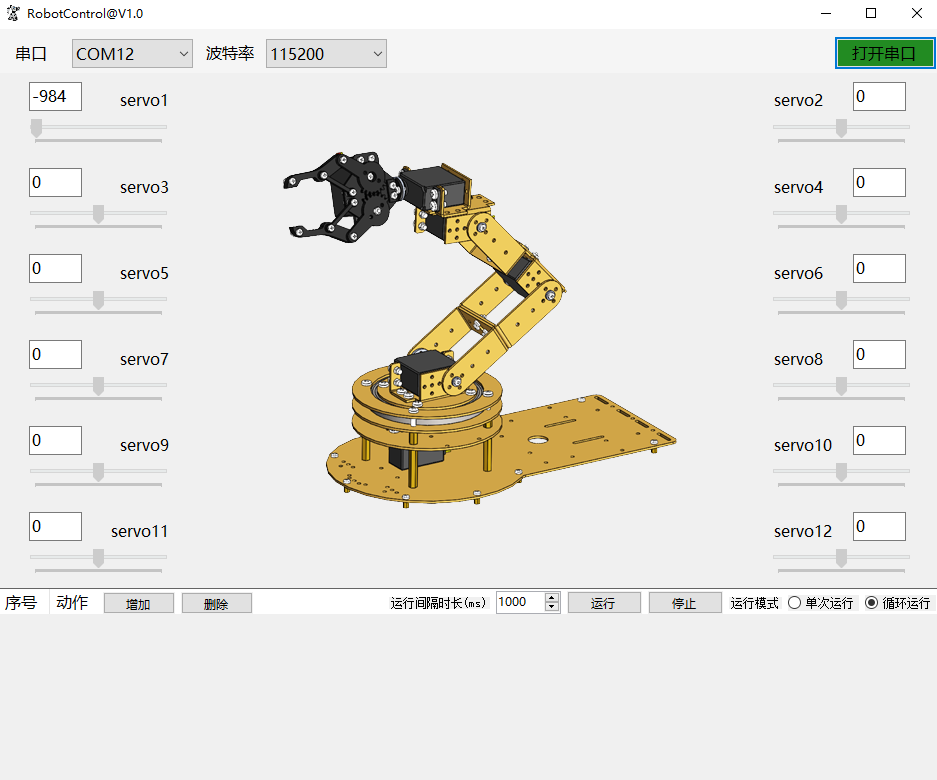 RobotControl@V1.0
串口 COM12 波特率 115200 打开串口
-984 servo1 servo2 0
0 servo3 servo4 0
0 servo5 servo6 0
0 servo7 servo8 0
0 servo9 servo10 0
0 servo11 servo12 0
序号 动作 增加 删除 运行间隔时长(ms) 1000 运行 停止 运行模式 单次运行 循环运行